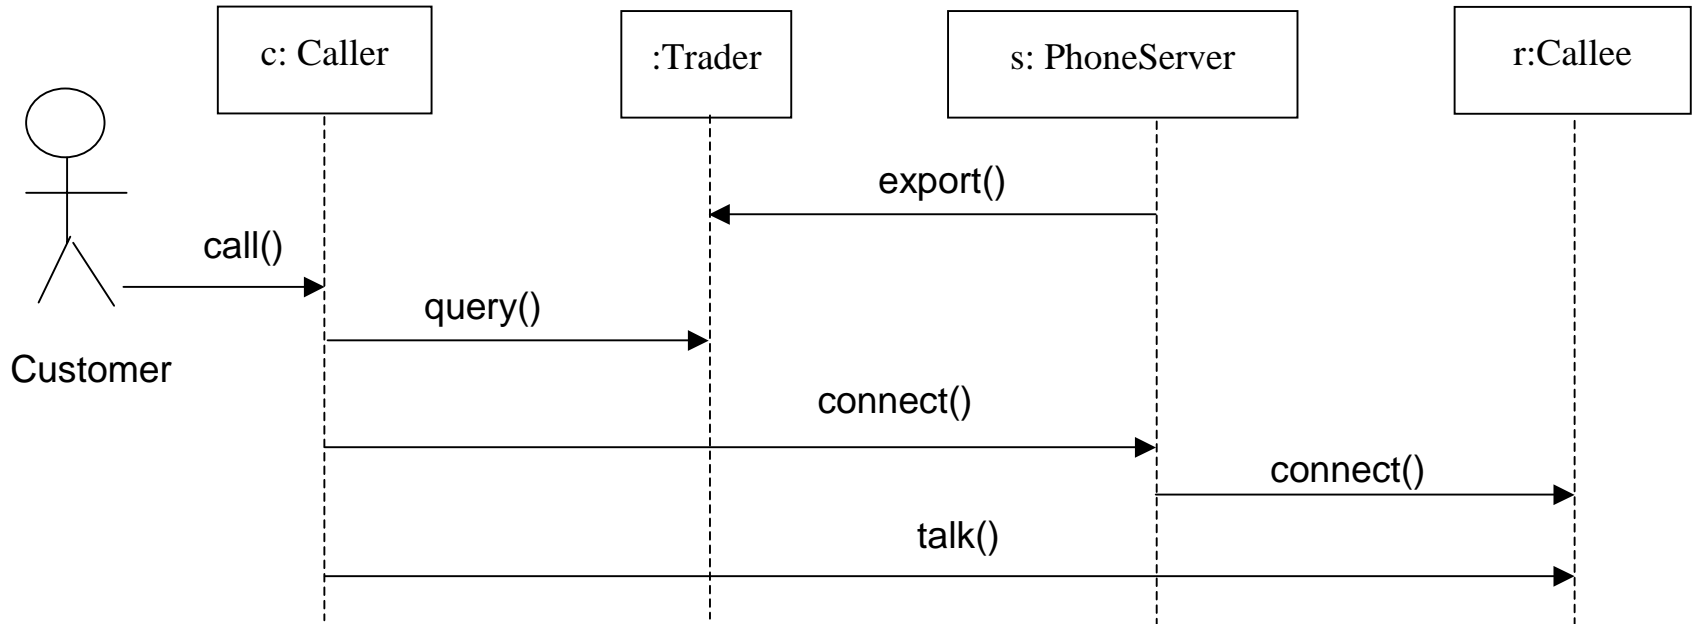 c: Caller
:Trader
s: PhoneServer
r:Callee
export()
call()
query()
Customer
connect()
connect()
talk()